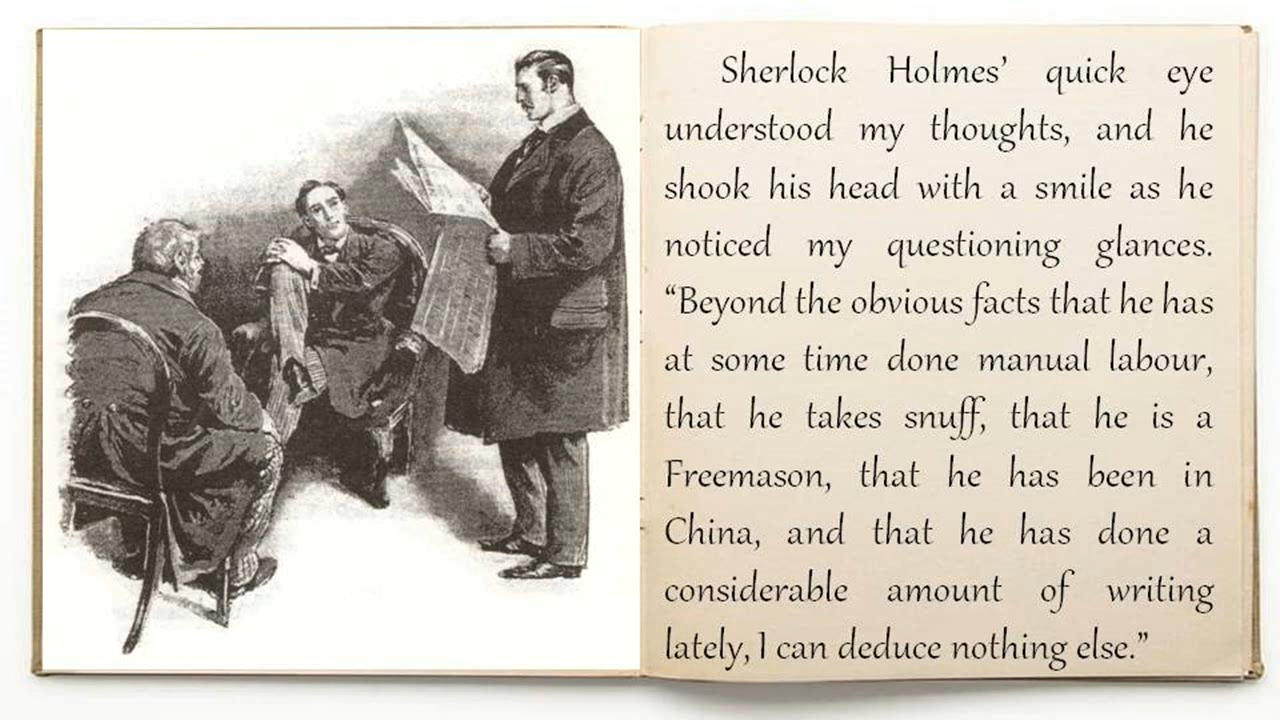 Sherlock Holmes’ quick eye
understood my thoughts, and he
shook his head with a smile as he
noticed my questioning glances.
“Beyond the obvious facts that he has
at some time done manual labour,
that he takes snuff, that he is a
Freemason, that he has been in
China, and that he has done a
considerable amount of writing
lately, I can deduce nothing else.”